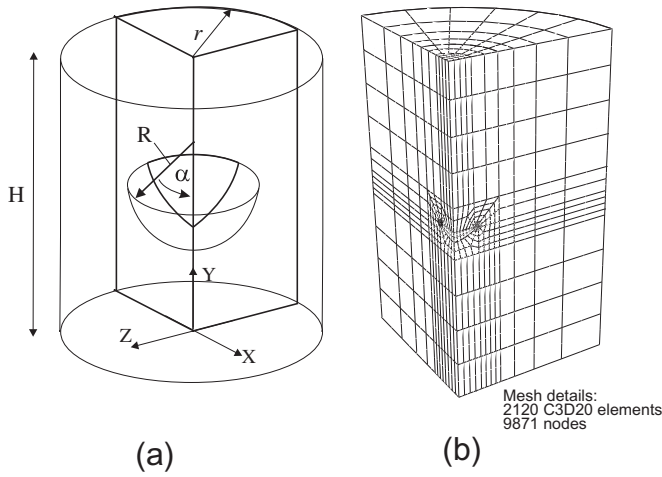 r
R
α
H
Y
Z
X
Mesh details:
2120 C3D20 elements
9871 nodes
(a)
(b)